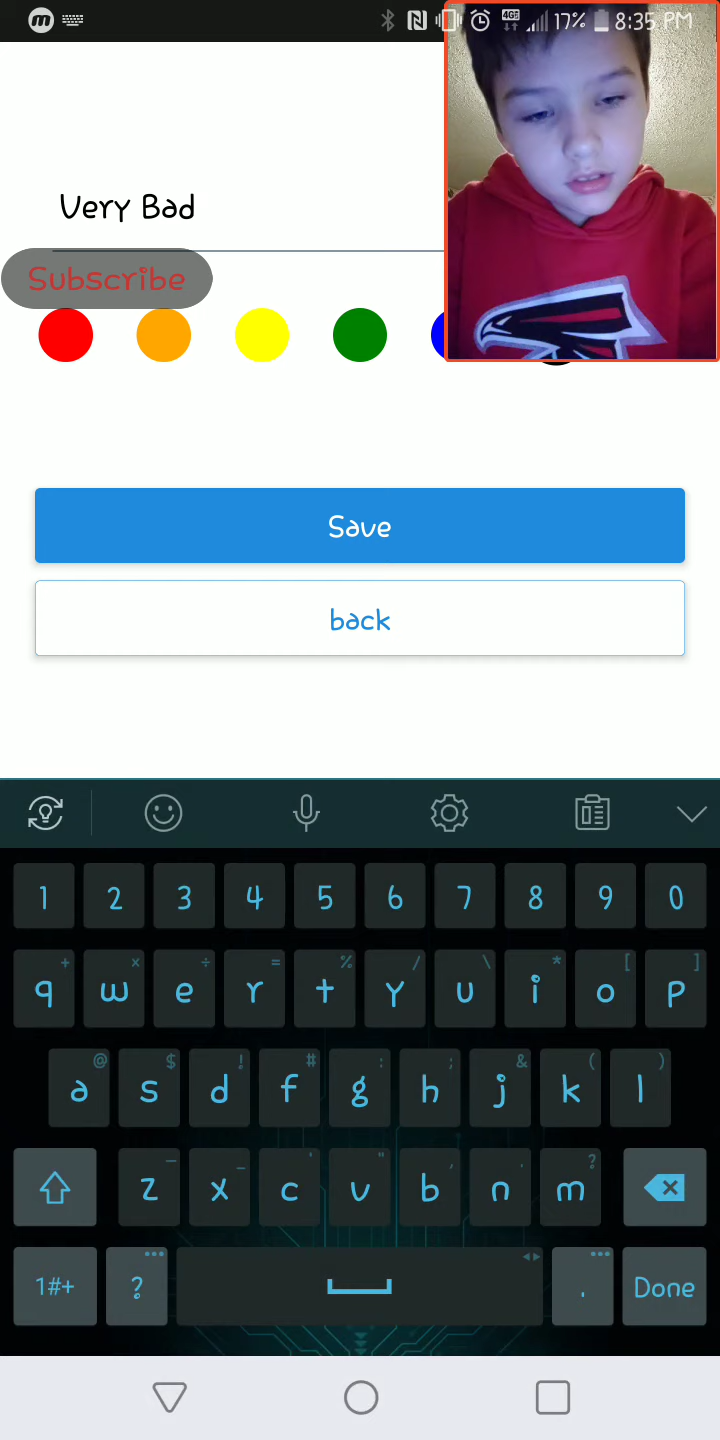 m 4G 17% 8:35 PM
Very Bad
Subscribe
Save
back
1 2 3 4 5 6 7 8 9 0
+ × ÷ = % / \ * [ ]
q w e r t y u i o p
@ $ ! # : ; & ( )
a s d f g h j k l
- _ ' " , . ?
z x c v b n m
1#+ ? . Done